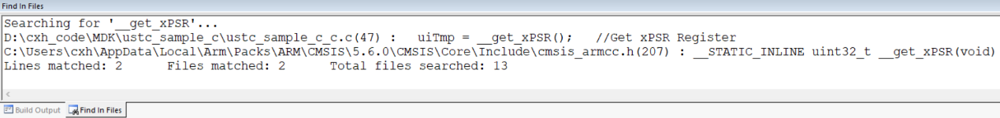 Find In Files
Searching for '__get_xPSR'...
D:\cxh_code\MDK\ustc_sample_c\ustc_sample_c_c.c(47) :   uiTmp = __get_xPSR();   //Get xPSR Register
C:\Users\cxh\AppData\Local\Arm\Packs\ARM\CMSIS\5.6.0\CMSIS\Core\Include\cmsis_armcc.h(207) : __STATIC_INLINE uint32_t __get_xPSR(void)
Lines matched: 2      Files matched: 2      Total files searched: 13
Build Output Find In Files